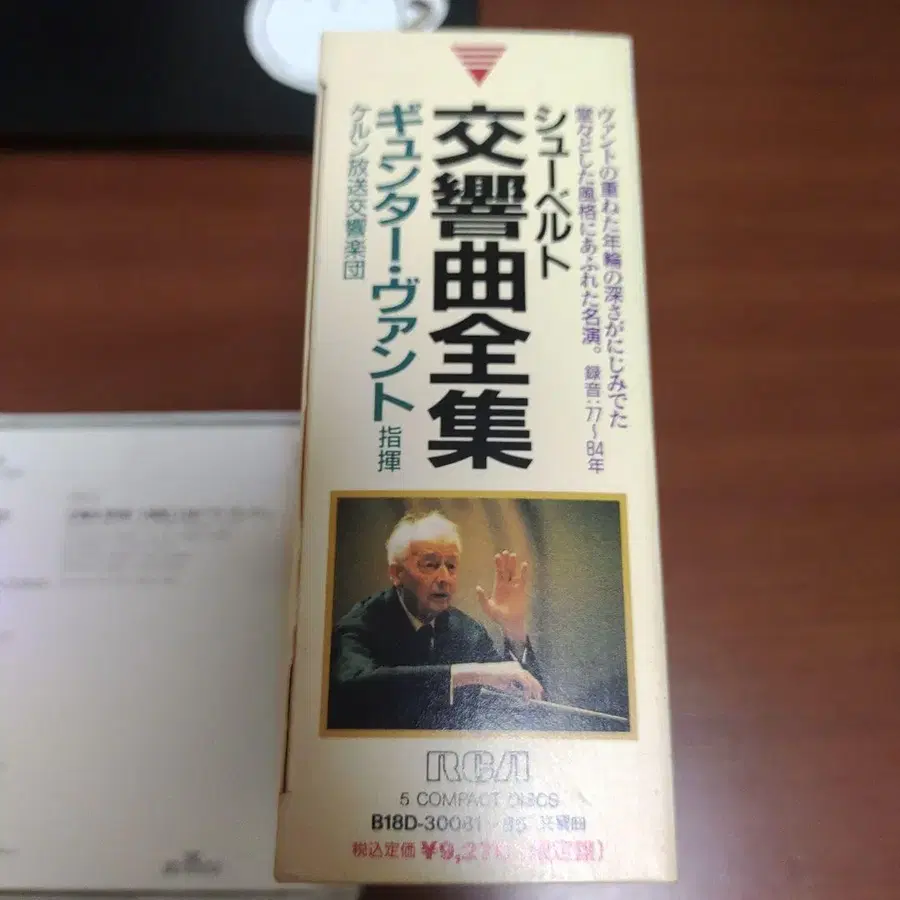 ヴァントの重ねた年輪の深さがにじみでた
堂々とした風格にあふれた名演。録音:77〜84年
シューベルト
交響曲全集
ギュンター・ヴァント 指揮
ケルン放送交響楽団
RCA
5 COMPACT DISCS
B18D-30081~85
税込定価 ¥9,270